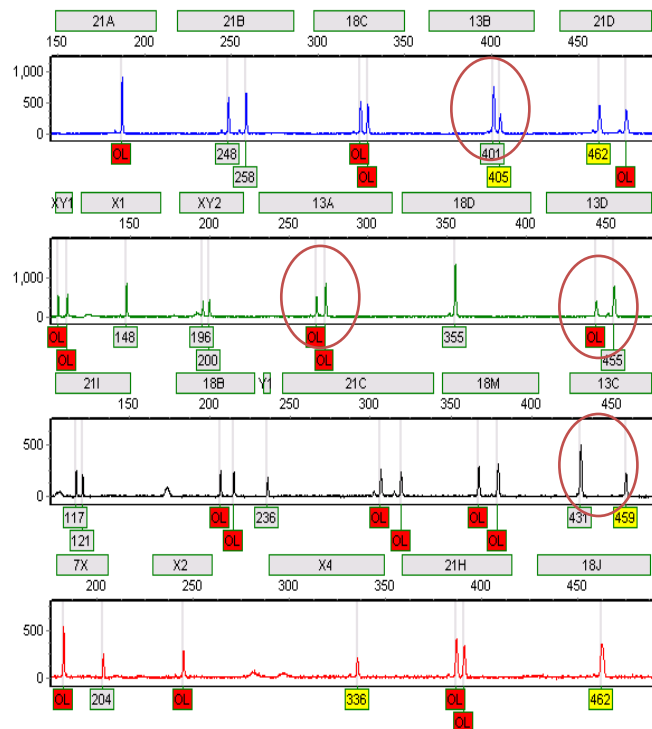 21A 21B 18C 13B 21D
150 200 250 300 350 400 450
1,000
500
0
OL 248 OL 401 462 OL
258 OL 405
XY1 X1 XY2 13A 18D 13D
150 200 250 300 350 400 450
1,000
0
OL 148 196 OL 355 OL 455
OL 200 OL
21I 18B Y1 21C 18M 13C
150 200 250 300 350 400 450
500
0
117 OL 236 OL OL 431 459
121 OL OL OL
7X X2 X4 21H 18J
200 250 300 350 400 450
500
0
OL 204 OL 336 OL 462
OL